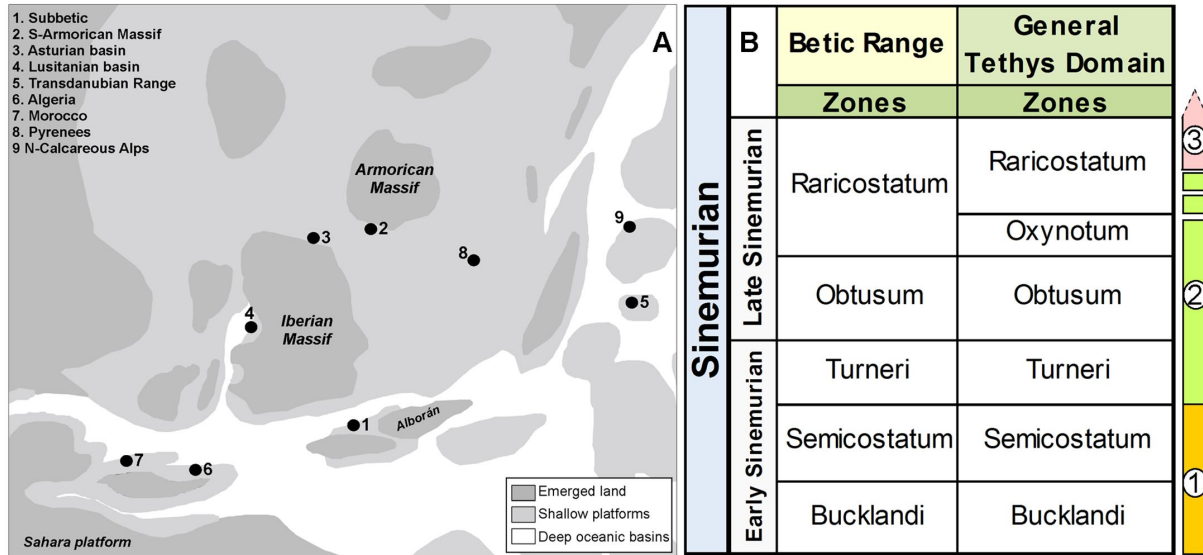 1. Subbetic
2. S-Armorican Massif
3. Asturian basin
4. Lusitanian basin
5. Transdanubian Range
6. Algeria
7. Morocco
8. Pyrenees
9 N-Calcareous Alps
A
Armorican
Massif
2
3
9
8
5
4
Iberian
Massif
1
Alborán
7
6
Sahara platform
Emerged land
Shallow platforms
Deep oceanic basins
B
Betic Range
General
Tethys Domain
Zones
Zones
Sinemurian
Late Sinemurian
Raricostatum
Raricostatum
Oxynotum
Obtusum
Obtusum
Early Sinemurian
Turneri
Turneri
Semicostatum
Semicostatum
Bucklandi
Bucklandi
3
2
1